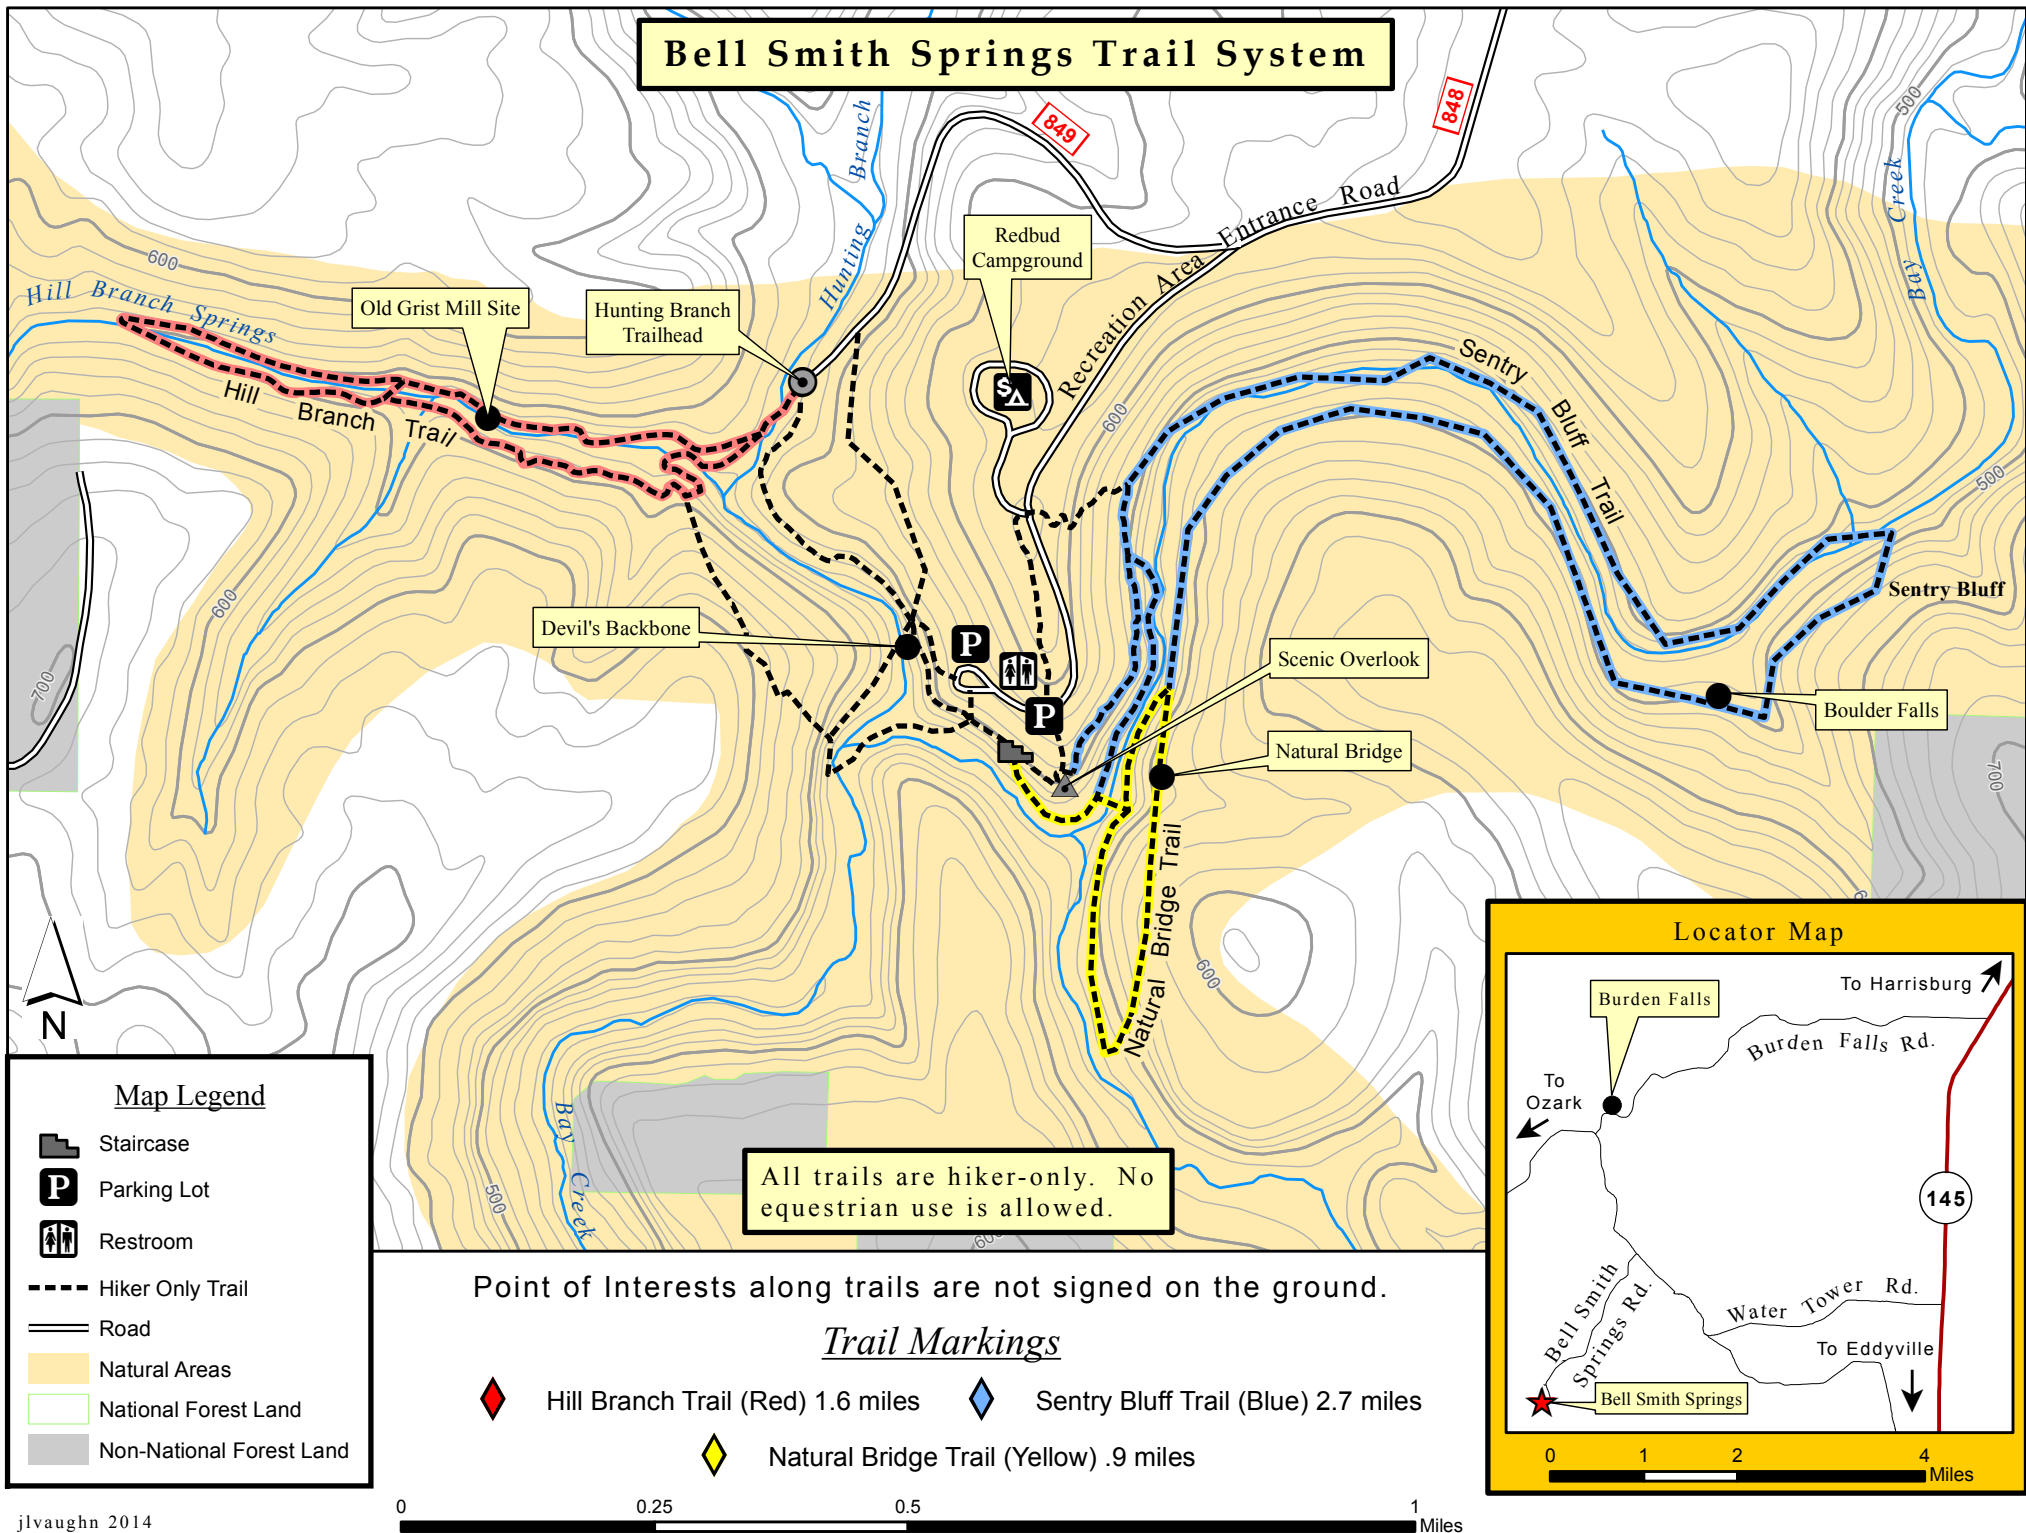 Bell Smith Springs Trail System
848
849
500
Hunting Branch
Bay Creek
Recreation Area Entrance Road
Redbud
Campground
600
Hill Branch Springs
Old Grist Mill Site
Hunting Branch
Trailhead
Hill Branch Trail
$
600
Sentry Bluff Trail
500
600
Sentry Bluff
Devil's Backbone
P
Scenic Overlook
700
P
Boulder Falls
Natural Bridge
700
Natural Bridge Trail
600
N
Bay Creek
500
600
All trails are hiker-only. No
equestrian use is allowed.
Map Legend
Staircase
P Parking Lot
Restroom
Hiker Only Trail
Road
Natural Areas
National Forest Land
Non-National Forest Land
Point of Interests along trails are not signed on the ground.
Trail Markings
Hill Branch Trail (Red) 1.6 miles
Sentry Bluff Trail (Blue) 2.7 miles
Natural Bridge Trail (Yellow) .9 miles
0 0.25 0.5 1
Miles
Locator Map
To Harrisburg
Burden Falls
Burden Falls Rd.
To
Ozark
145
Bell Smith
Springs Rd.
Water Tower Rd.
To Eddyville
Bell Smith Springs
0 1 2 4
Miles
jlvaughn 2014